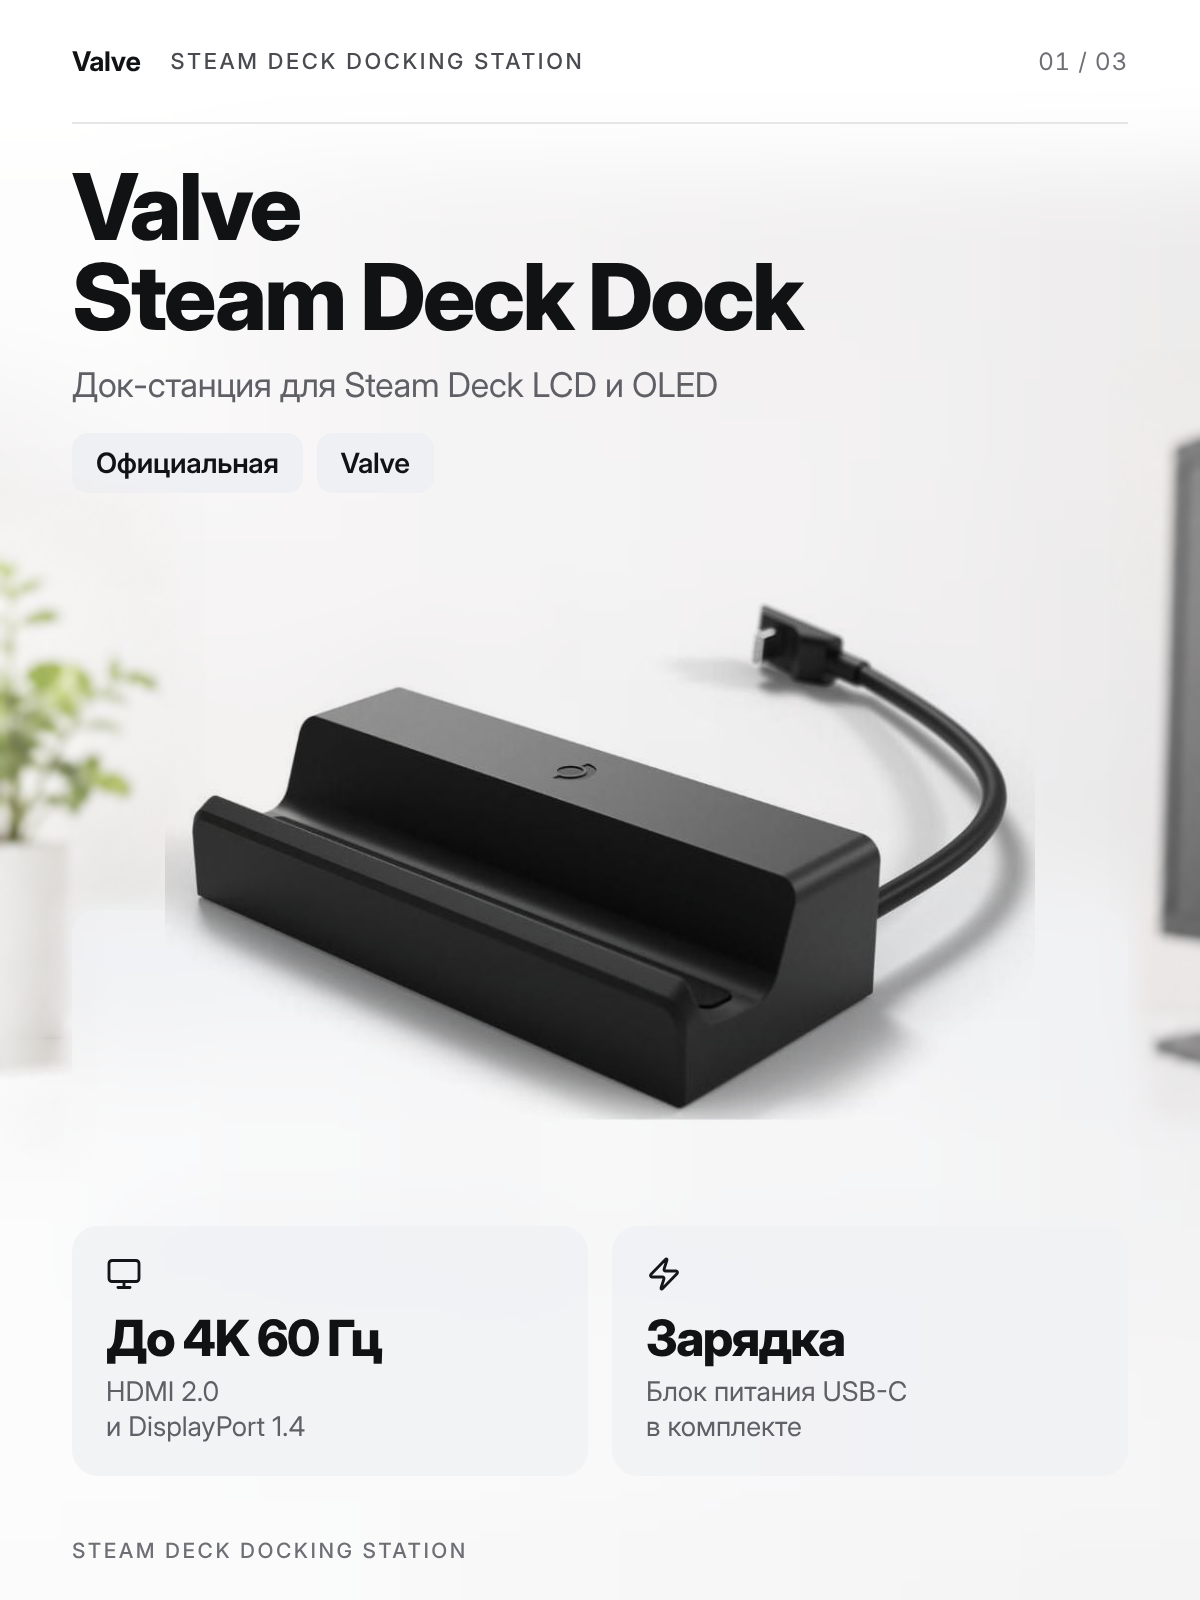 Valve STEAM DECK DOCKING STATION 01 / 03
Valve
Steam Deck Dock
Док-станция для Steam Deck LCD и OLED
Официальная Valve
До 4K 60 Гц
HDMI 2.0
и DisplayPort 1.4
Зарядка
Блок питания USB-C
в комплекте
STEAM DECK DOCKING STATION